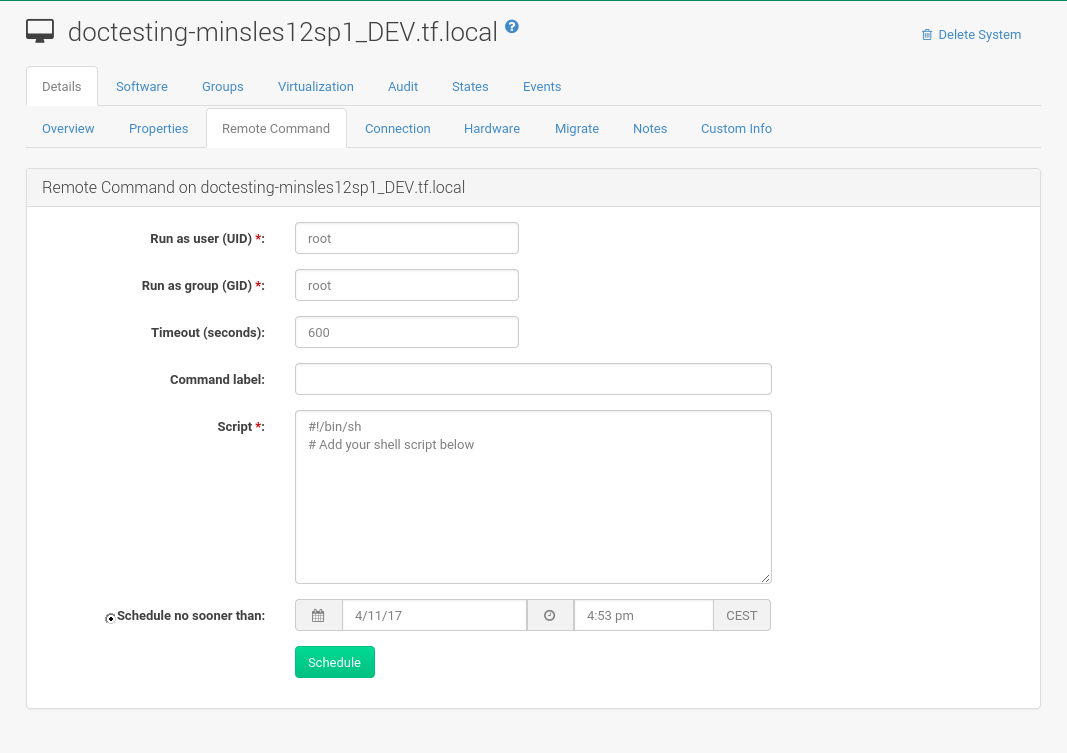 doctesting-minsles12sp1_DEV.tf.local ?
Delete System
Details Software Groups Virtualization Audit States Events
Overview Properties Remote Command Connection Hardware Migrate Notes Custom Info
Remote Command on doctesting-minsles12sp1_DEV.tf.local
Run as user (UID) *: root
Run as group (GID) *: root
Timeout (seconds): 600
Command label:
Script *: #!/bin/sh
# Add your shell script below
Schedule no sooner than: 4/11/17 4:53 pm CEST
Schedule